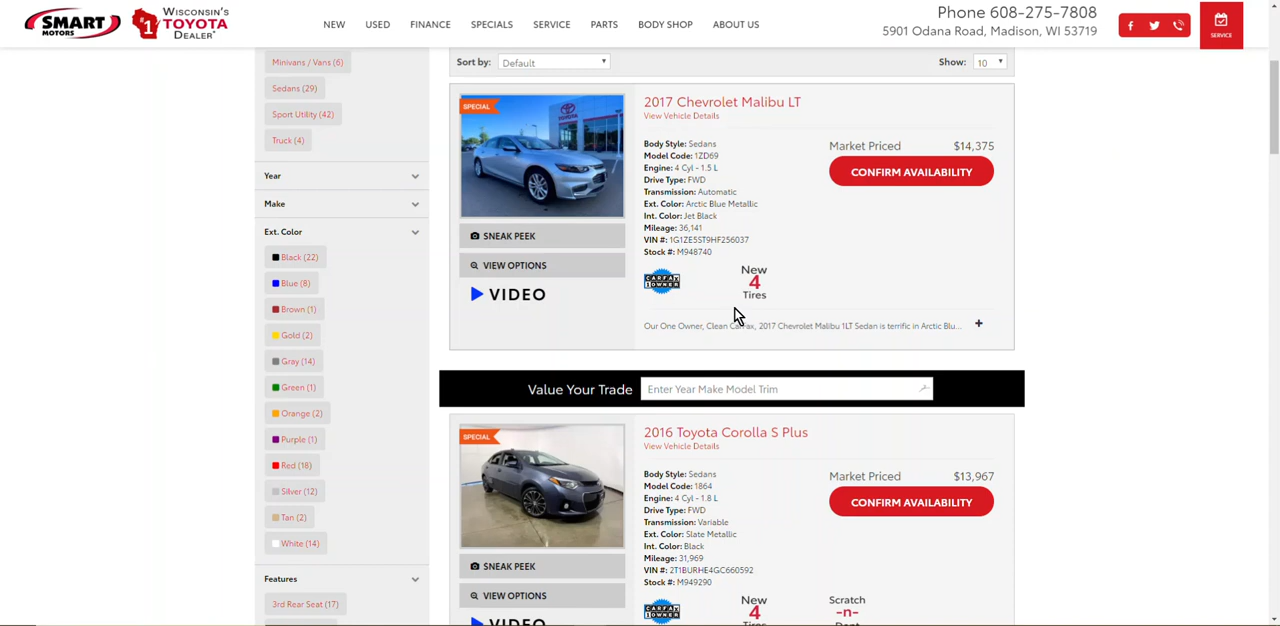 SMART MOTORS
#1 WISCONSIN'S TOYOTA DEALER*
NEW USED FINANCE SPECIALS SERVICE PARTS BODY SHOP ABOUT US
Phone 608-275-7808
5901 Odana Road, Madison, WI 53719
SERVICE
Minivans / Vans (6)
Sedans (29)
Sport Utility (42)
Truck (4)
Year
Make
Ext. Color
Black (22)
Blue (8)
Brown (1)
Gold (2)
Gray (14)
Green (1)
Orange (2)
Purple (1)
Red (18)
Silver (12)
Tan (2)
White (14)
Features
3rd Rear Seat (17)
Sort by: Default
Show: 10
SPECIAL
SNEAK PEEK
VIEW OPTIONS
VIDEO
2017 Chevrolet Malibu LT
View Vehicle Details
Body Style: Sedans
Model Code: 1ZD69
Engine: 4 Cyl - 1.5 L
Drive Type: FWD
Transmission: Automatic
Ext. Color: Arctic Blue Metallic
Int. Color: Jet Black
Mileage: 36,141
VIN #: 1G1ZE5ST9HF256037
Stock #: M948740
Market Priced $14,375
CONFIRM AVAILABILITY
CARFAX 1 OWNER
New 4 Tires
Our One Owner, Clean Carfax, 2017 Chevrolet Malibu 1LT Sedan is terrific in Arctic Blu...
Value Your Trade Enter Year Make Model Trim
SPECIAL
SNEAK PEEK
VIEW OPTIONS
VIDEO
2016 Toyota Corolla S Plus
View Vehicle Details
Body Style: Sedans
Model Code: 1864
Engine: 4 Cyl - 1.8 L
Drive Type: FWD
Transmission: Variable
Ext. Color: Slate Metallic
Int. Color: Black
Mileage: 31,969
VIN #: 2T1BURHE4GC660592
Stock #: M949290
Market Priced $13,967
CONFIRM AVAILABILITY
CARFAX 1 OWNER
New 4 Tires
Scratch -n-